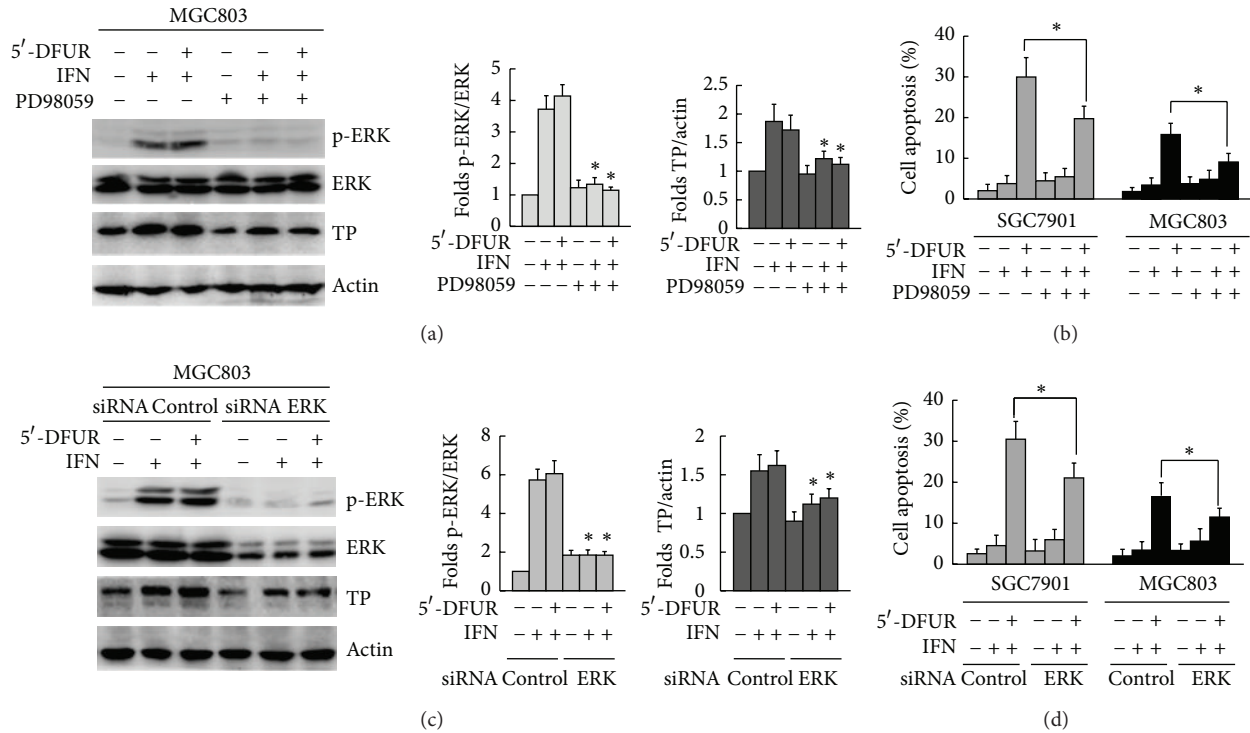 MGC803
5′-DFUR − − + − − +
IFN − + + − + +
PD98059 − − − + + +
p-ERK
ERK
TP
Actin
Folds p-ERK/ERK
5
4
3
2
1
0
* *
5′-DFUR − − + − − +
IFN − + + − + +
PD98059 − − − + + +
Folds TP/actin
2.5
2
1.5
1
0.5
0
* *
5′-DFUR − − + − − +
IFN − + + − + +
PD98059 − − − + + +
(a)
Cell apoptosis (%)
40
30
20
10
0
* *
SGC7901 MGC803
5′-DFUR − − + − − + − − + − − +
IFN − + + − + + − + + − + +
PD98059 − − − + + + − − − + + +
(b)
MGC803
siRNA Control siRNA ERK
5′-DFUR − − + − − +
IFN − + + − + +
p-ERK
ERK
TP
Actin
Folds p-ERK/ERK
8
6
4
2
0
* *
5′-DFUR − − + − − +
IFN − + + − + +
siRNA Control ERK
Folds TP/actin
2
1.5
1
0.5
0
* *
5′-DFUR − − + − − +
IFN − + + − + +
siRNA Control ERK
(c)
Cell apoptosis (%)
40
30
20
10
0
* *
SGC7901 MGC803
5′-DFUR − − + − − + − − + − − +
IFN − + + − + + − + + − + +
siRNA Control ERK Control ERK
(d)